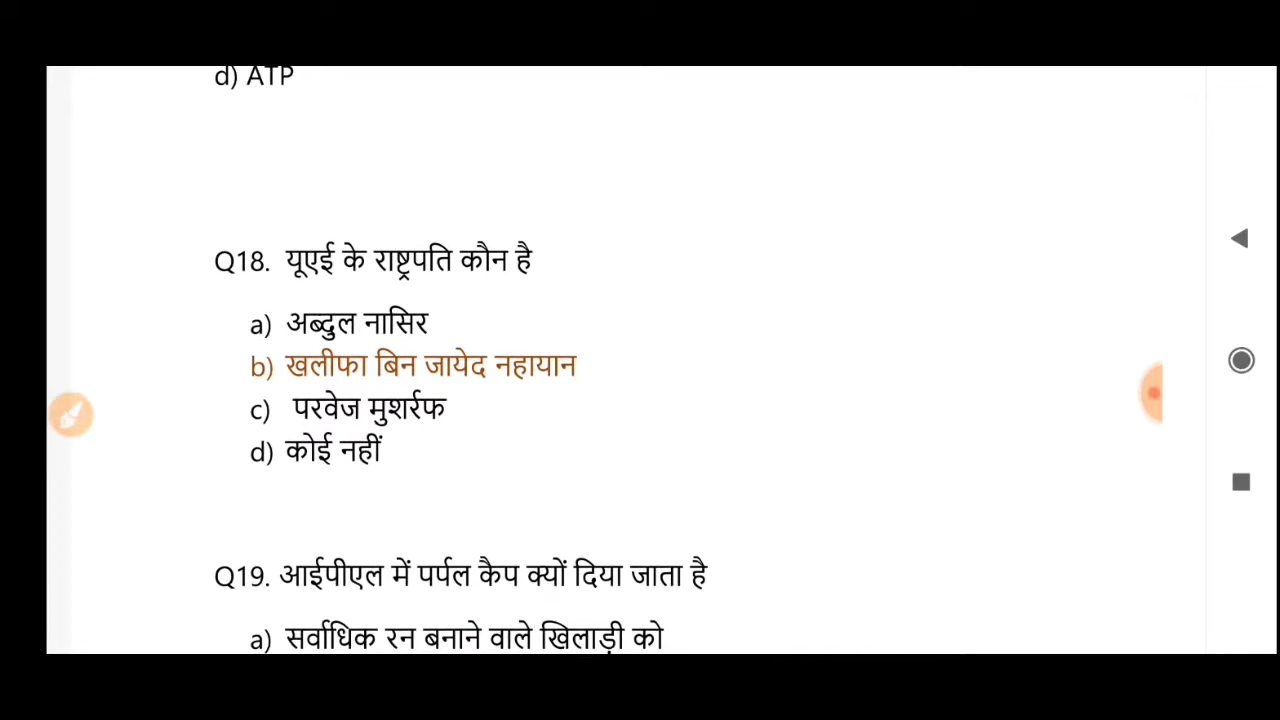 d) ATP
Q18. यूएई के राष्ट्रपति कौन है
a) अब्दुल नासिर
b) खलीफा बिन जायेद नहायान
c) परवेज मुशर्रफ
d) कोई नहीं
Q19. आईपीएल में पर्पल कैप क्यों दिया जाता है
a) सर्वाधिक रन बनाने वाले खिलाड़ी को